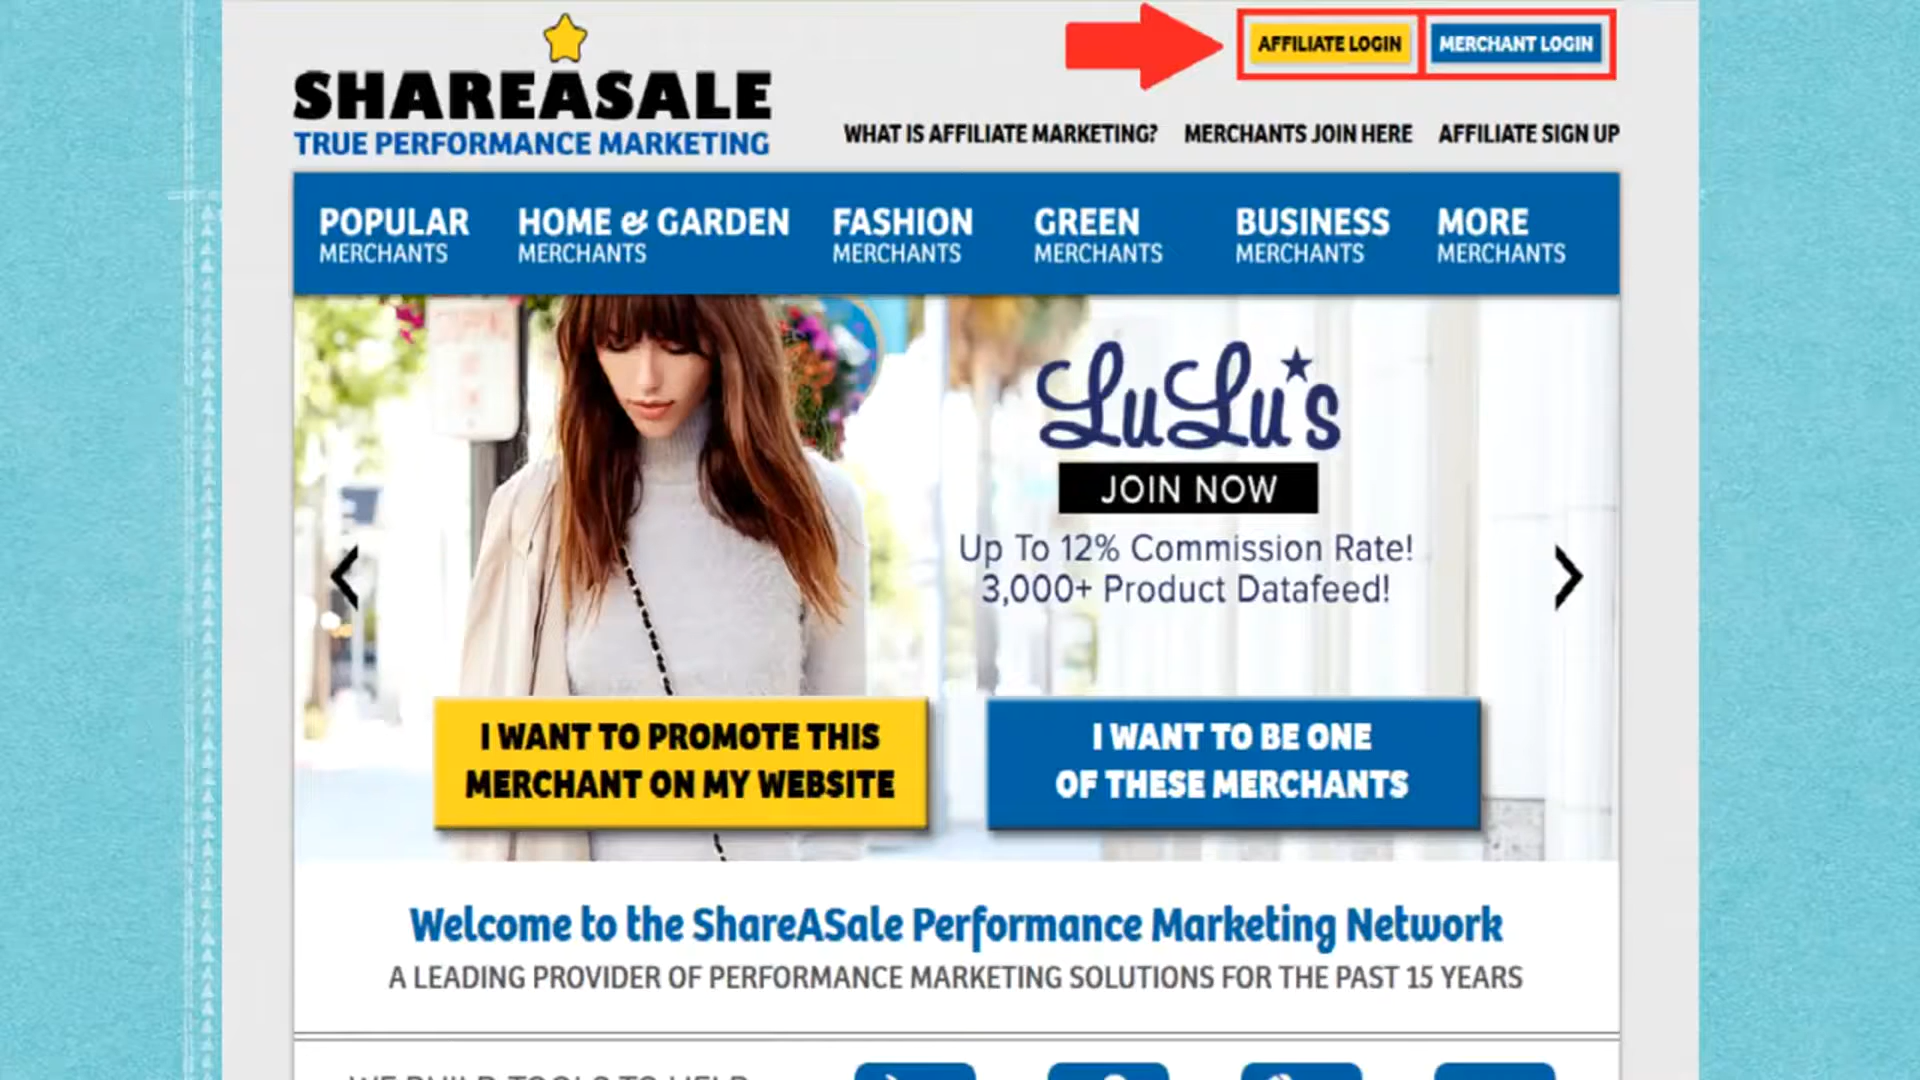 AFFILIATE LOGIN MERCHANT LOGIN
SHAREASALE
TRUE PERFORMANCE MARKETING
WHAT IS AFFILIATE MARKETING? MERCHANTS JOIN HERE AFFILIATE SIGN UP
POPULAR HOME & GARDEN FASHION GREEN BUSINESS MORE
MERCHANTS MERCHANTS MERCHANTS MERCHANTS MERCHANTS MERCHANTS
LuLu's
JOIN NOW
Up To 12% Commission Rate!
3,000+ Product Datafeed!
I WANT TO PROMOTE THIS
MERCHANT ON MY WEBSITE
I WANT TO BE ONE
OF THESE MERCHANTS
Welcome to the ShareASale Performance Marketing Network
A LEADING PROVIDER OF PERFORMANCE MARKETING SOLUTIONS FOR THE PAST 15 YEARS
WE BUILD TOOLS TO HELP